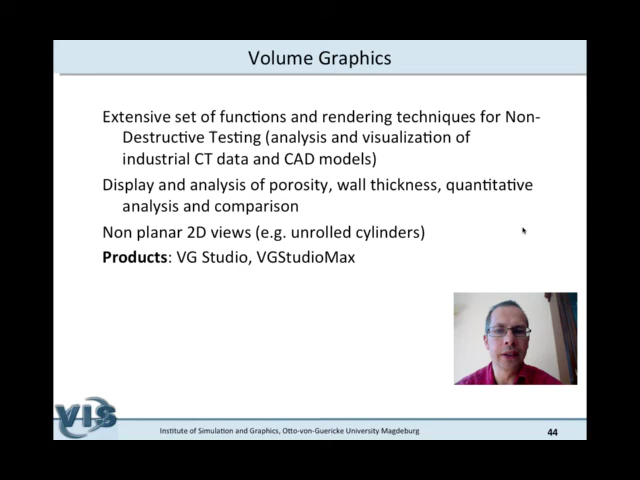 Volume Graphics
Extensive set of functions and rendering techniques for Non-
Destructive Testing (analysis and visualization of
industrial CT data and CAD models)
Display and analysis of porosity, wall thickness, quantitative
analysis and comparison
Non planar 2D views (e.g. unrolled cylinders)
Products: VG Studio, VGStudioMax
VIS
Institute of Simulation and Graphics, Otto-von-Guericke University Magdeburg
44